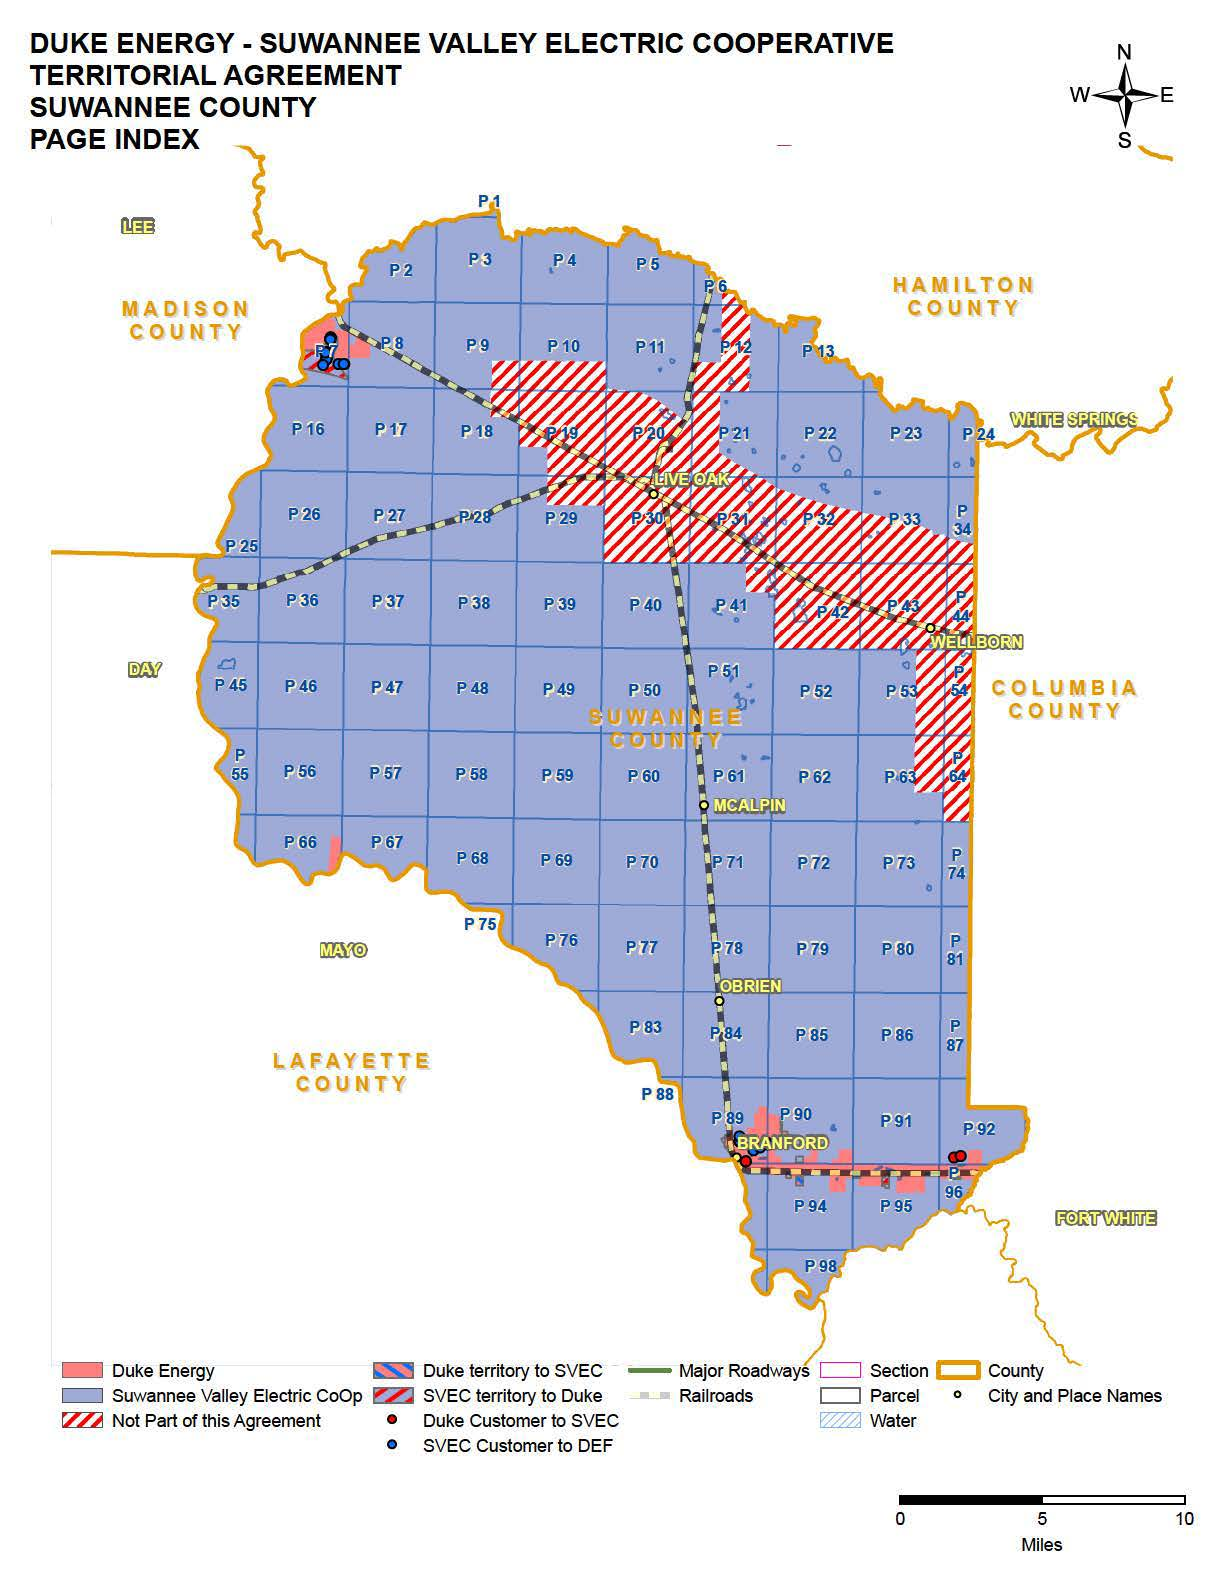 DUKE ENERGY - SUWANNEE VALLEY ELECTRIC COOPERATIVE
TERRITORIAL AGREEMENT
SUWANNEE COUNTY
PAGE INDEX
N
W E
S
P 1
LEE
P 2 P 3 P 4 P 5
P 6
HAMILTON
COUNTY
MADISON
COUNTY
P 7 P 8 P 9 P 10 P 11 P 12 P 13
WHITE SPRINGS
P 16 P 17 P 18 P 19 P 20 P 21 P 22 P 23 P 24
LIVE OAK
P 25 P 26 P 27 P 28 P 29 P 30 P 31 P 32 P 33 P 34
P 35 P 36 P 37 P 38 P 39 P 40 P 41 P 42 P 43 P 44
WELLBORN
DAY
P 45 P 46 P 47 P 48 P 49 P 50 P 51 P 52 P 53 P 54
COLUMBIA
COUNTY
SUWANNEE
COUNTY
P 55 P 56 P 57 P 58 P 59 P 60 P 61 P 62 P 63 P 64
MCALPIN
P 66 P 67 P 68 P 69 P 70 P 71 P 72 P 73 P 74
P 75 P 76 P 77 P 78 P 79 P 80 P 81
MAYO
OBRIEN
P 83 P 84 P 85 P 86 P 87
LAFAYETTE
COUNTY
P 88 P 89 P 90 P 91 P 92
BRANFORD
P 94 P 95 P 96
FORT WHITE
P 98
Duke Energy Duke territory to SVEC Major Roadways Section County
Suwannee Valley Electric CoOp SVEC territory to Duke Railroads Parcel City and Place Names
Not Part of this Agreement Duke Customer to SVEC Water
SVEC Customer to DEF
0 5 10
Miles